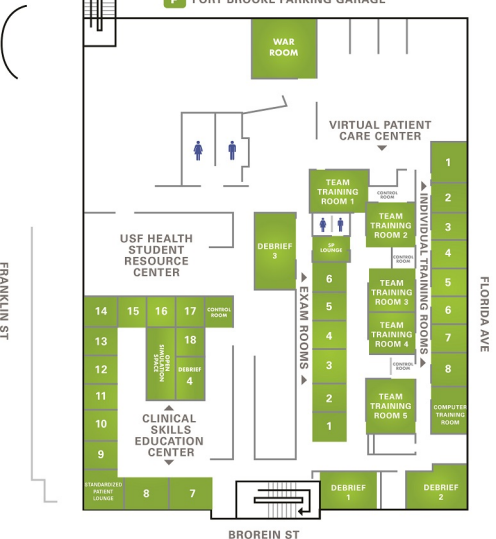 P FORT BROOKE PARKING GARAGE
WAR
ROOM
VIRTUAL PATIENT
CARE CENTER
1
TEAM
TRAINING
ROOM 1
CONTROL
ROOM
2
TEAM
TRAINING
ROOM 2
3
INDIVIDUAL TRAINING ROOMS
USF HEALTH
STUDENT
RESOURCE
CENTER
DEBRIEF
3
SP
LOUNGE
CONTROL
ROOM
4
FRANKLIN ST
FLORIDA AVE
EXAM ROOMS
6
TEAM
TRAINING
ROOM 3
5
14
15
16
17
CONTROL
ROOM
5
6
13
OPEN
SIMULATION
SPACE
18
4
TEAM
TRAINING
ROOM 4
7
12
DEBRIEF
4
3
CONTROL
ROOM
8
11
2
TEAM
TRAINING
ROOM 5
COMPUTER
TRAINING
ROOM
10
CLINICAL
SKILLS
EDUCATION
CENTER
1
9
STANDARDIZED
PATIENT
LOUNGE
8
7
DEBRIEF
1
DEBRIEF
2
BROREIN ST